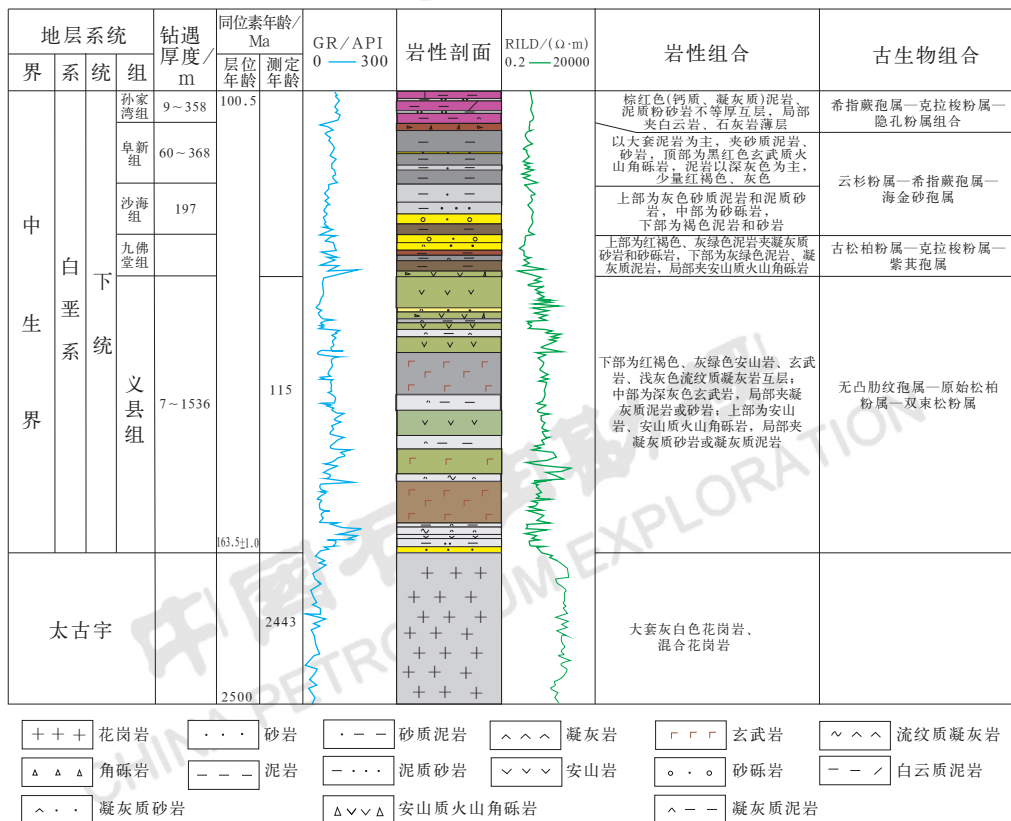 地层系统
界
系
统
组
钻遇
厚度/
m
同位素年龄/
Ma
层位
年龄
测定
年龄
GR/API
0 300
岩性剖面
RILD/(Ω·m)
0.2 20000
岩性组合
古生物组合
中
生
界
白
垩
系
下
统
孙家
湾组
9~358
100.5
棕红色(钙质、凝灰质)泥岩、
泥质粉砂岩不等厚互层，局部
夹白云岩、石灰岩薄层
希指蕨孢属—克拉梭粉属—
隐孔粉属组合
阜新
组
60~368
以大套泥岩为主，夹砂质泥岩、
砂岩，顶部为黑红色玄武质火
山角砾岩，泥岩以深灰色为主，
少量红褐色、灰色
云杉粉属—希指蕨孢属—
海金砂孢属
沙海
组
197
上部为灰色砂质泥岩和泥质砂
岩，中部为砂砾岩，
下部为褐色泥岩和砂岩
九佛
堂组
上部为红褐色、灰绿色泥岩夹凝灰质
砂岩和砂砾岩，下部为灰绿色泥岩、凝
灰质泥岩，局部夹安山质火山角砾岩
古松柏粉属—克拉梭粉属—
紫萁孢属
义
县
组
7~1536
115
163.5±1.0
下部为红褐色、灰绿色安山岩、玄武
岩、浅灰色流纹质凝灰岩互层；
中部为深灰色玄武岩，局部夹凝
灰质泥岩或砂岩；上部为安山
岩、安山质火山角砾岩，局部夹
凝灰质砂岩或凝灰质泥岩
无凸肋纹孢属—原始松柏
粉属—双束松粉属
太古宇
2443
2500
大套灰白色花岗岩、
混合花岗岩
花岗岩
砂岩
砂质泥岩
凝灰岩
玄武岩
流纹质凝灰岩
角砾岩
泥岩
泥质砂岩
安山岩
砂砾岩
白云质泥岩
凝灰质砂岩
安山质火山角砾岩
凝灰质泥岩
CHINA PETROLEUM EXPLORATION